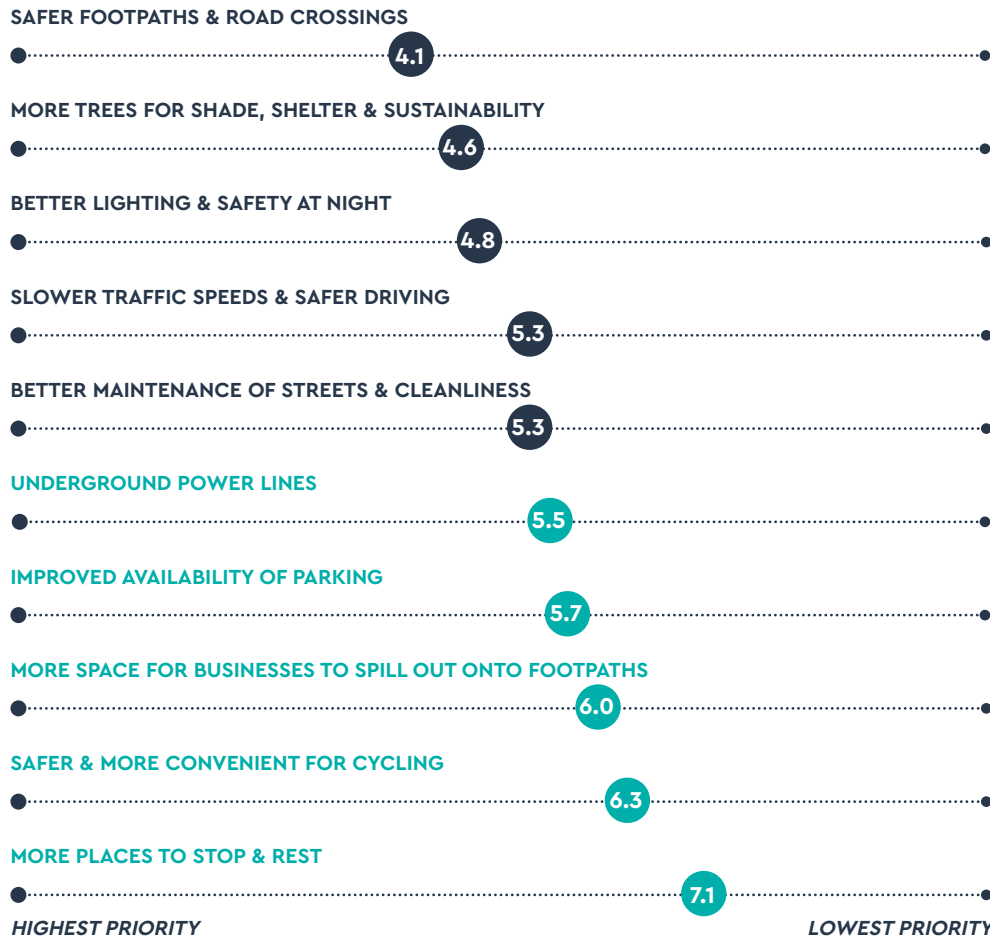 SAFER FOOTPATHS & ROAD CROSSINGS
4.1
MORE TREES FOR SHADE, SHELTER & SUSTAINABILITY
4.6
BETTER LIGHTING & SAFETY AT NIGHT
4.8
SLOWER TRAFFIC SPEEDS & SAFER DRIVING
5.3
BETTER MAINTENANCE OF STREETS & CLEANLINESS
5.3
UNDERGROUND POWER LINES
5.5
IMPROVED AVAILABILITY OF PARKING
5.7
MORE SPACE FOR BUSINESSES TO SPILL OUT ONTO FOOTPATHS
6.0
SAFER & MORE CONVENIENT FOR CYCLING
6.3
MORE PLACES TO STOP & REST
7.1
HIGHEST PRIORITY LOWEST PRIORITY